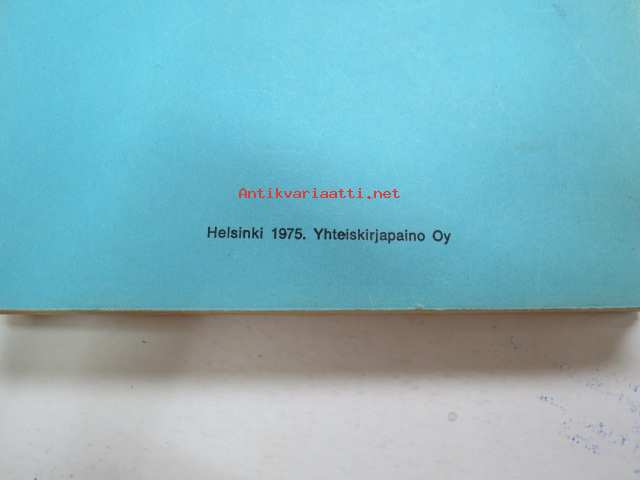 Antikvariaatti.net
Helsinki 1975. Yhteiskirjapaino Oy